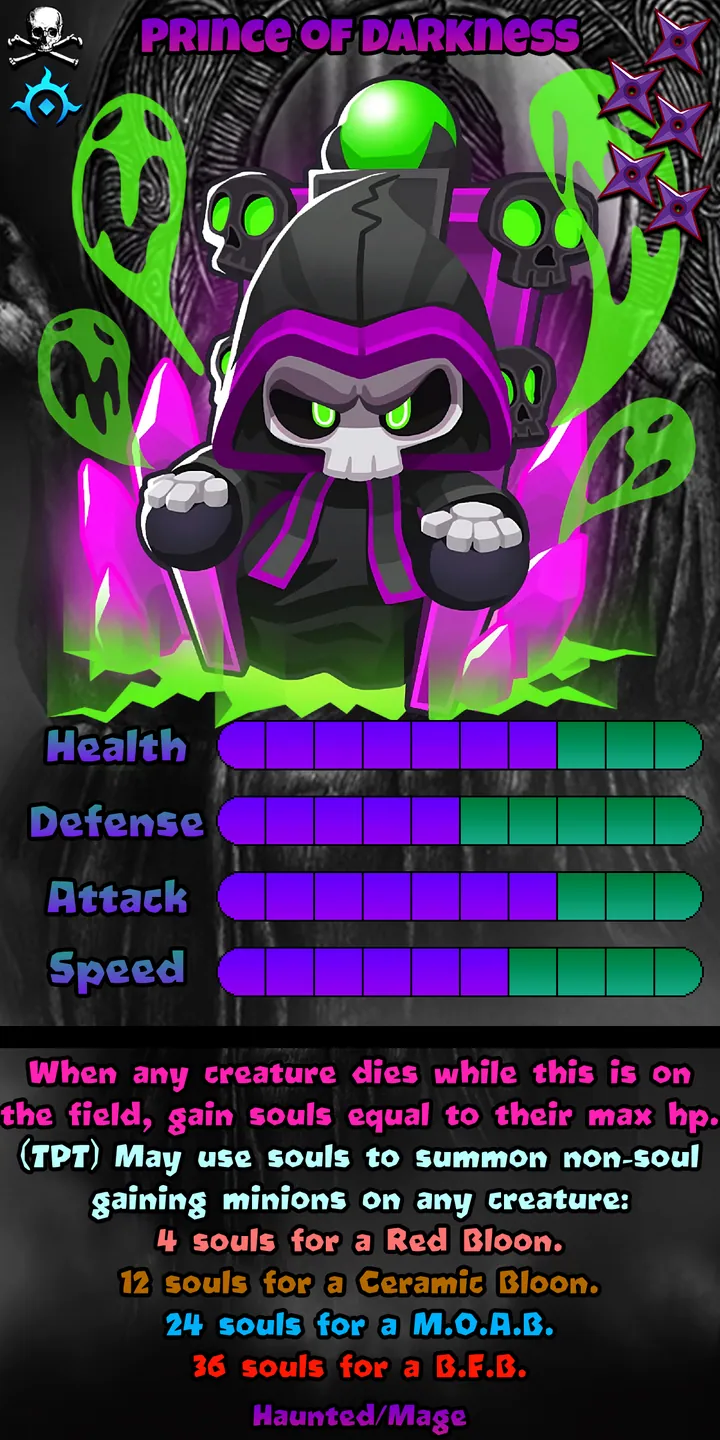 PRINCE OF DARKNESS
Health
Defense
Attack
Speed
When any creature dies while this is on
the field, gain souls equal to their max hp.
(TPT) May use souls to summon non-soul
gaining minions on any creature:
4 souls for a Red Bloon.
12 souls for a Ceramic Bloon.
24 souls for a M.O.A.B.
36 souls for a B.F.B.
Haunted/Mage